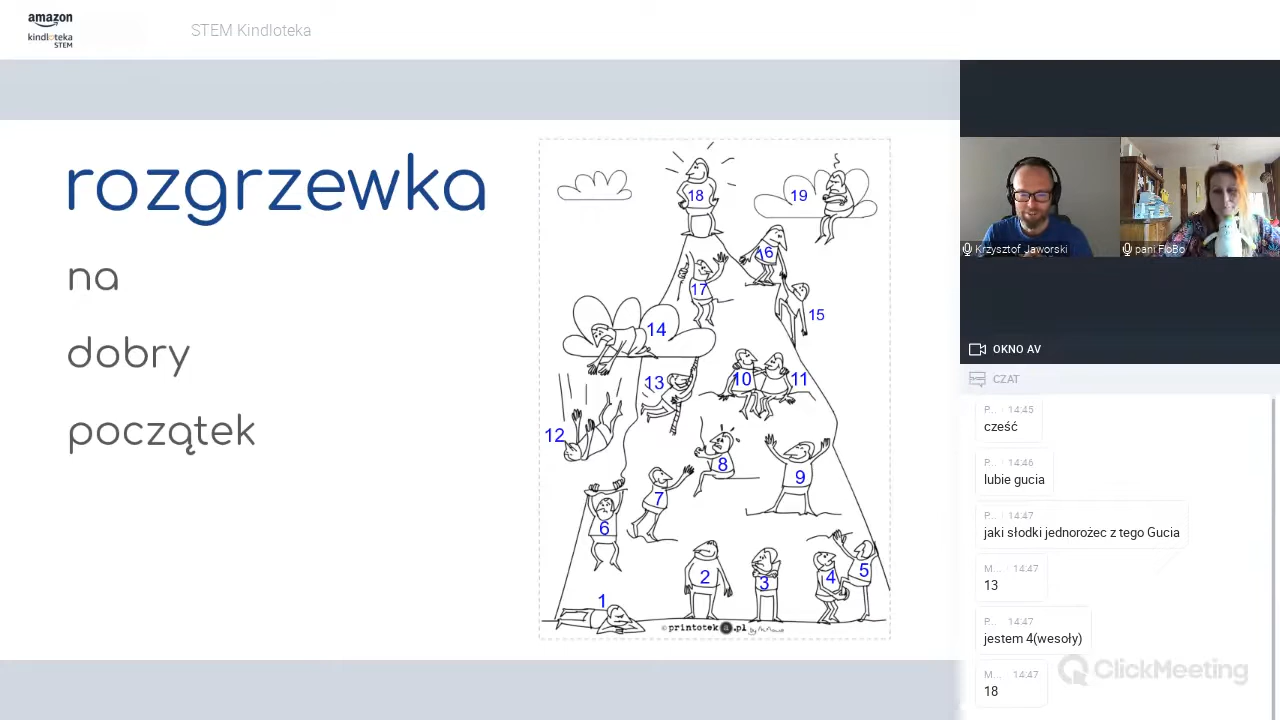 amazon
kindloteka
STEM
STEM Kindloteka
rozgrzewka
na
dobry
początek
18
19
16
17
15
14
13
10
11
12
8
9
7
6
2
3
4
5
1
©printotek a.pl
Krzysztof Jaworski
pani FloBo
OKNO AV
CZAT
P... 14:45
cześć
P... 14:46
lubie gucia
P... 14:47
jaki słodki jednorożec z tego Gucia
M... 14:47
13
P... 14:47
jestem 4(wesoły)
M... 14:47
18
ClickMeeting